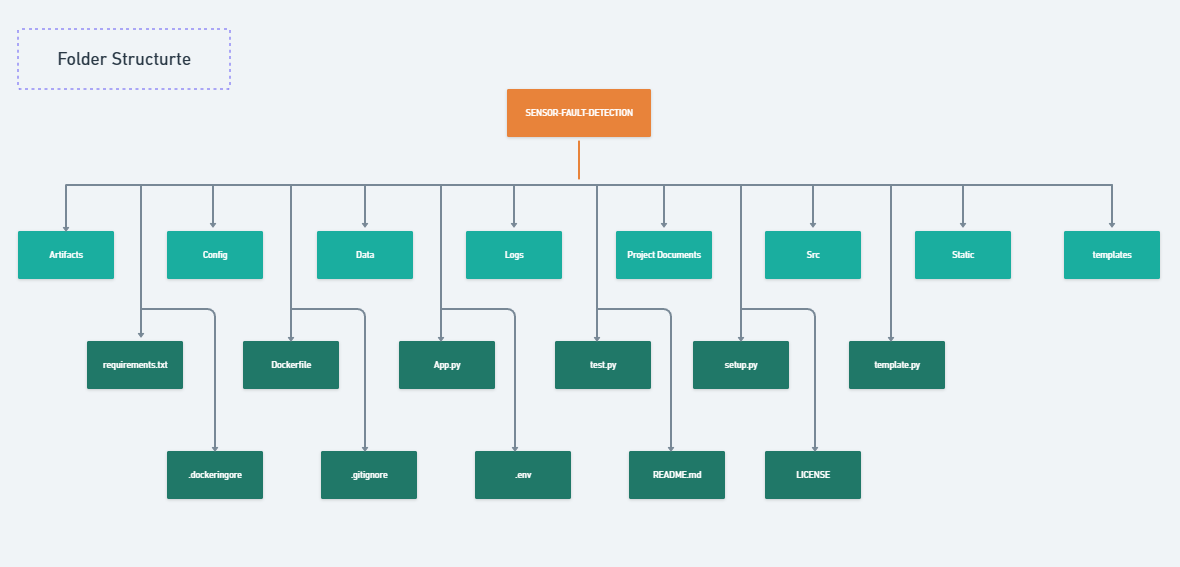 Folder Structurte
SENSOR-FAULT-DETECTION
Artifacts
Config
Data
Logs
Project Documents
Src
Static
templates
requirements.txt
Dockerfile
App.py
test.py
setup.py
template.py
.dockeringore
.gitignore
.env
README.md
LICENSE